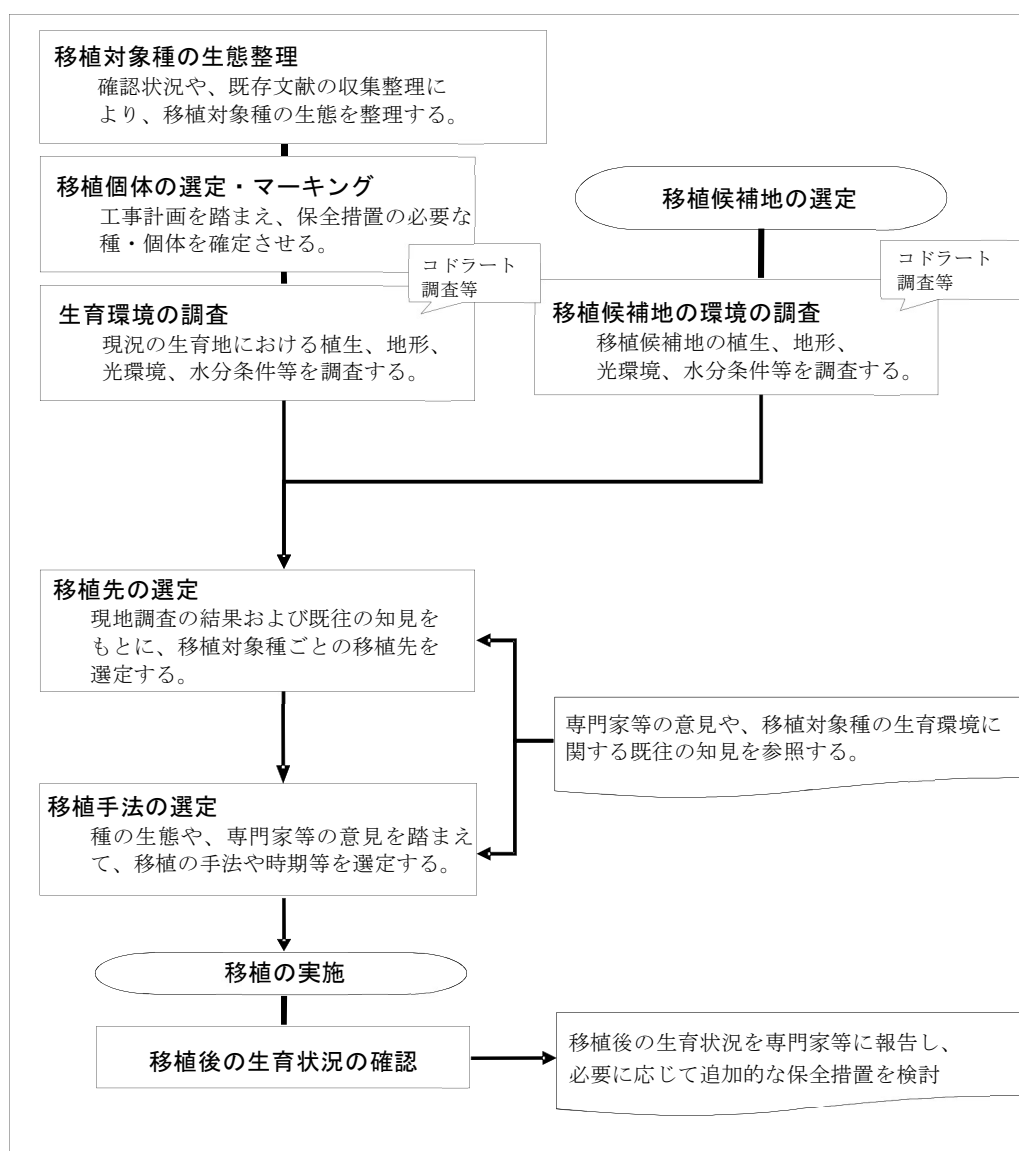 移植対象種の生態整理
確認状況や、既存文献の収集整理に
より、移植対象種の生態を整理する。
移植個体の選定・マーキング
工事計画を踏まえ、保全措置の必要な
種・個体を確定させる。
移植候補地の選定
コドラート
調査等
コドラート
調査等
生育環境の調査
現況の生育地における植生、地形、
光環境、水分条件等を調査する。
移植候補地の環境の調査
移植候補地の植生、地形、
光環境、水分条件等を調査する。
移植先の選定
現地調査の結果および既往の知見を
もとに、移植対象種ごとの移植先を
選定する。
専門家等の意見や、移植対象種の生育環境に
関する既往の知見を参照する。
移植手法の選定
種の生態や、専門家等の意見を踏まえ
て、移植の手法や時期等を選定する。
移植の実施
移植後の生育状況の確認
移植後の生育状況を専門家等に報告し、
必要に応じて追加的な保全措置を検討